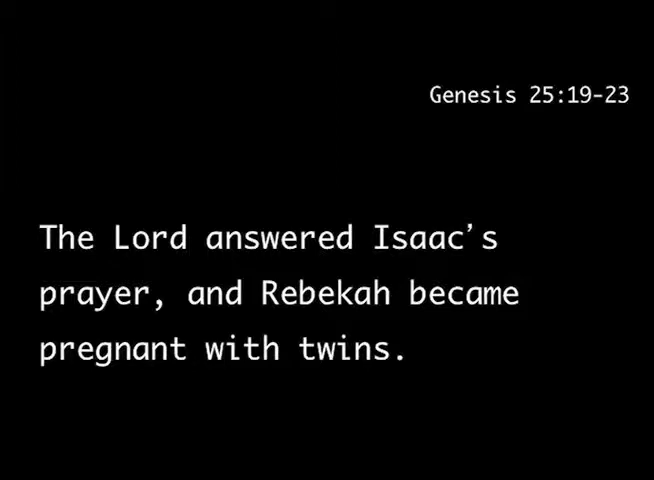 Genesis 25:19-23
The Lord answered Isaac’s
prayer, and Rebekah became
pregnant with twins.